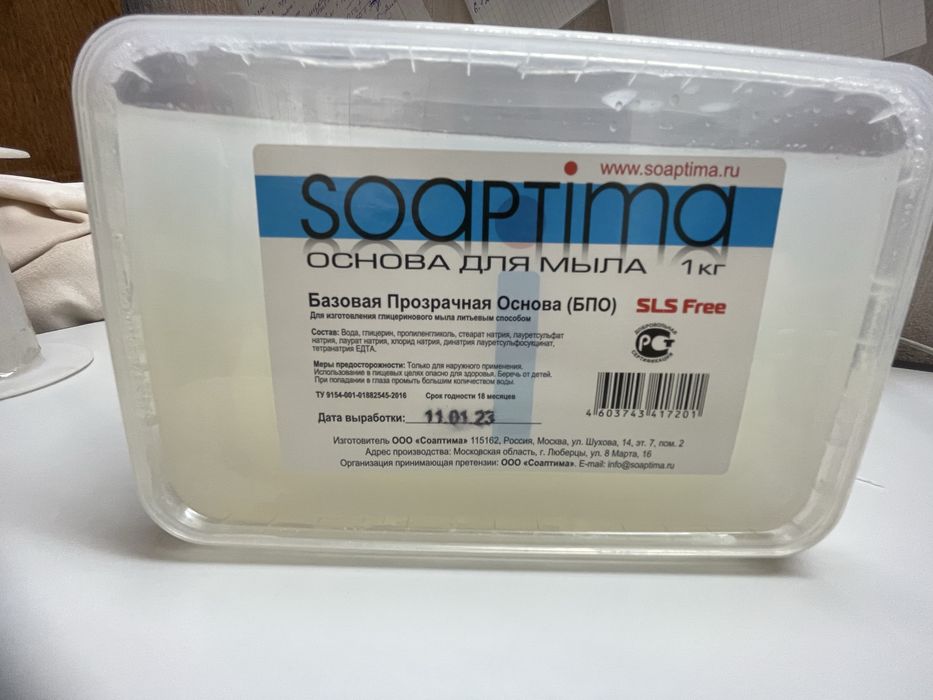 www.soaptima.ru
soaptima
ОСНОВА ДЛЯ МЫЛА 1 КГ
Базовая Прозрачная Основа (БПО) SLS Free
Для изготовления глицеринового мыла литьевым способом
Состав: Вода, глицерин, пропиленгликоль, стеарат натрия, лауретсульфат
натрия, лаурат натрия, хлорид натрия, динатрия лауретсульфосукцинат,
тетранатрия ЕДТА.
ДОБРОВОЛЬНАЯ
РСТ
СЕРТИФИКАЦИЯ
Меры предосторожности: Только для наружного применения.
Использование в пищевых целях опасно для здоровья. Беречь от детей.
При попадании в глаза промыть большим количеством воды.
ТУ 9154-001-01882545-2016 Срок годности 18 месяцев
4 603743 417201
Дата выработки: 11.01.23
Изготовитель ООО «Соаптима» 115162, Россия, Москва, ул. Шухова, 14, эт. 7, пом. 2
Адрес производства: Московская область, г. Люберцы, ул. 8 Марта, 16
Организация принимающая претензии: ООО «Соаптима». E-mail: info@soaptima.ru